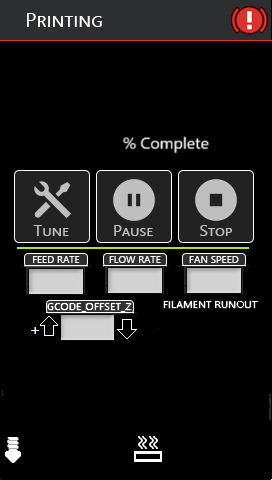 Printing
% Complete
Tune Pause Stop
FEED RATE FLOW RATE FAN SPEED
FILAMENT RUNOUT
GCODE_OFFSET_Z
+